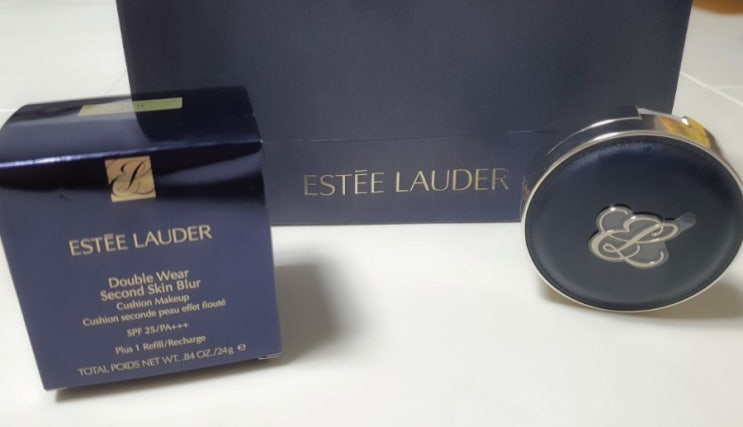 ESTĒE LAUDER
ESTĒE LAUDER
Double Wear
Second Skin Blur
Cushion Makeup
Cushion seconde peau effet flouté
SPF 25/PA+++
Plus 1 Refill/Recharge
TOTAL POIDS NET WT. .84 OZ./24g e